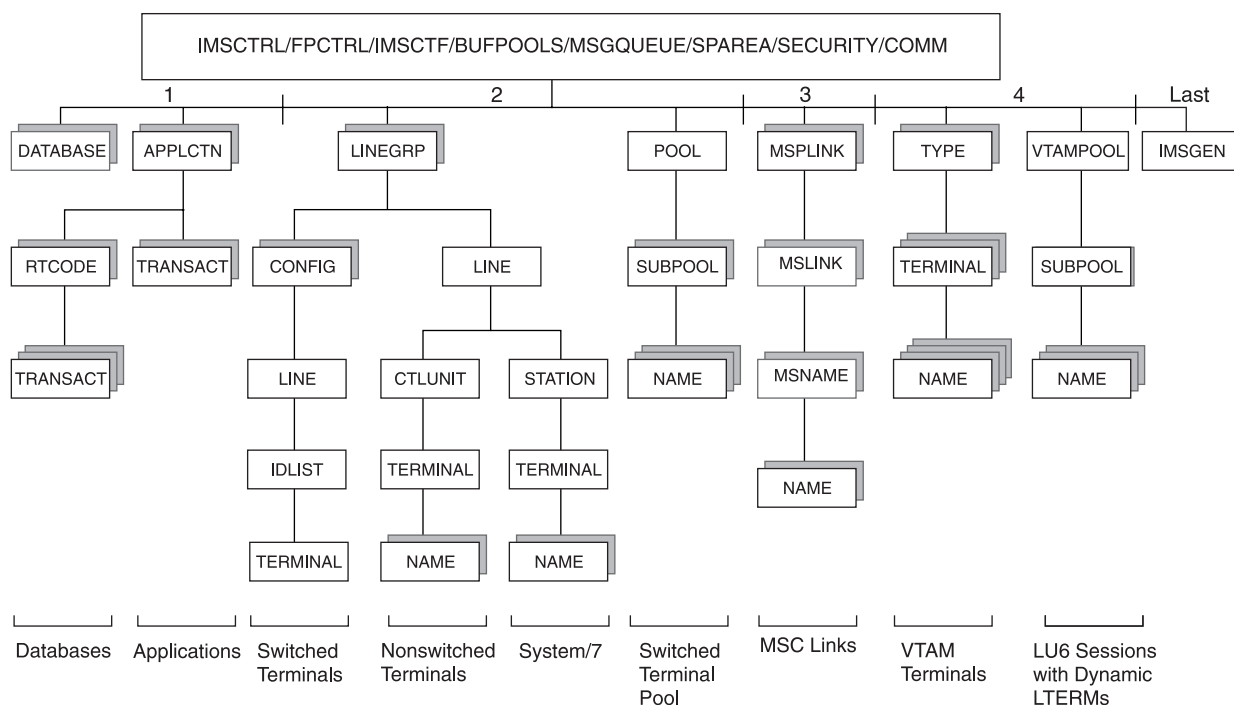 IMSCTRL/FPCTRL/IMSCTF/BUFPOOLS/MSGQUEUE/SPAREA/SECURITY/COMM
1 2 3 4 Last
DATABASE APPLCTN LINEGRP POOL MSPLINK TYPE VTAMPOOL IMSGEN
RTCODE TRANSACT CONFIG LINE SUBPOOL MSLINK TERMINAL SUBPOOL
TRANSACT LINE CTLUNIT STATION NAME MSNAME NAME NAME
IDLIST TERMINAL TERMINAL NAME
TERMINAL NAME NAME
Databases
Applications
Switched
Terminals
Nonswitched
Terminals
System/7
Switched
Terminal
Pool
MSC Links
VTAM
Terminals
LU6 Sessions
with Dynamic
LTERMs